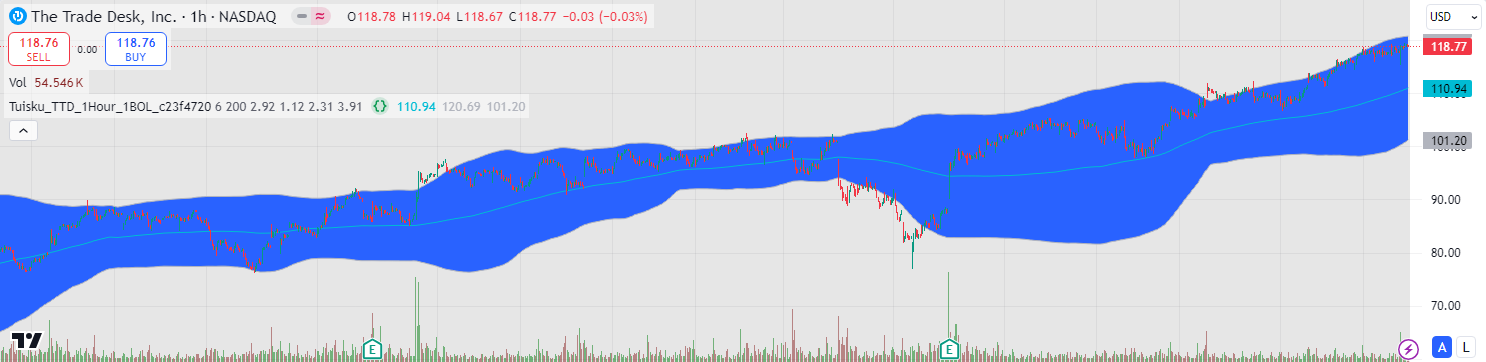 The Trade Desk, Inc. · 1h · NASDAQ O118.78 H119.04 L118.67 C118.77 −0.03 (−0.03%)
118.76 SELL 0.00 118.76 BUY
Vol 54.546 K
Tuisku_TTD_1Hour_1BOL_c23f4720 6 200 2.92 1.12 2.31 3.91 {} 110.94 120.69 101.20
USD
118.77
110.94
101.20
90.00
80.00
70.00
E
E
A L